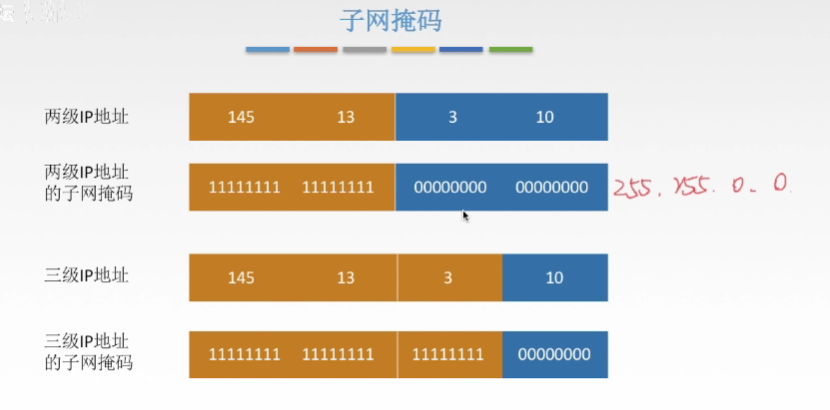 子网掩码
两级IP地址 145 13 3 10
两级IP地址
的子网掩码 11111111 11111111 00000000 00000000 255.255.0.0
三级IP地址 145 13 3 10
三级IP地址
的子网掩码 11111111 11111111 11111111 00000000